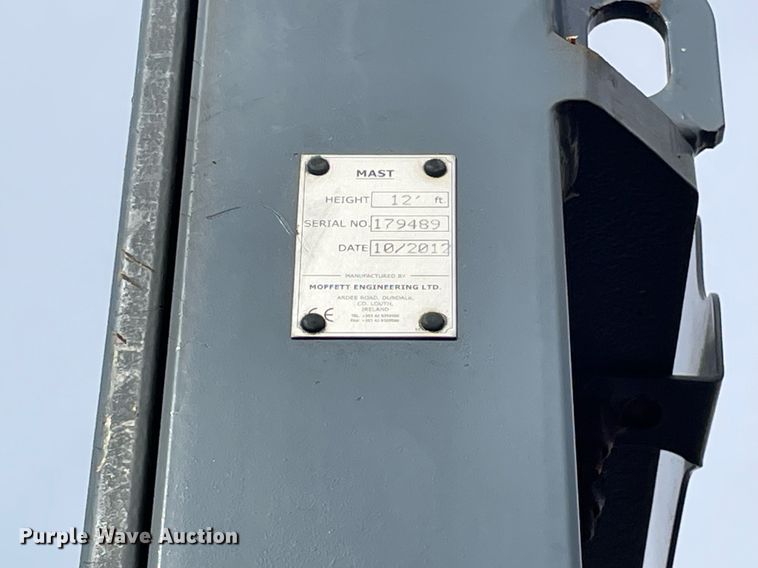 MAST
HEIGHT 12' ft.
SERIAL NO. 179489
DATE 10/2012
MANUFACTURED BY
MOFFETT ENGINEERING LTD.
ARDEE ROAD, DUNDALK,
CO. LOUTH,
IRELAND
CE
Purple Wave Auction